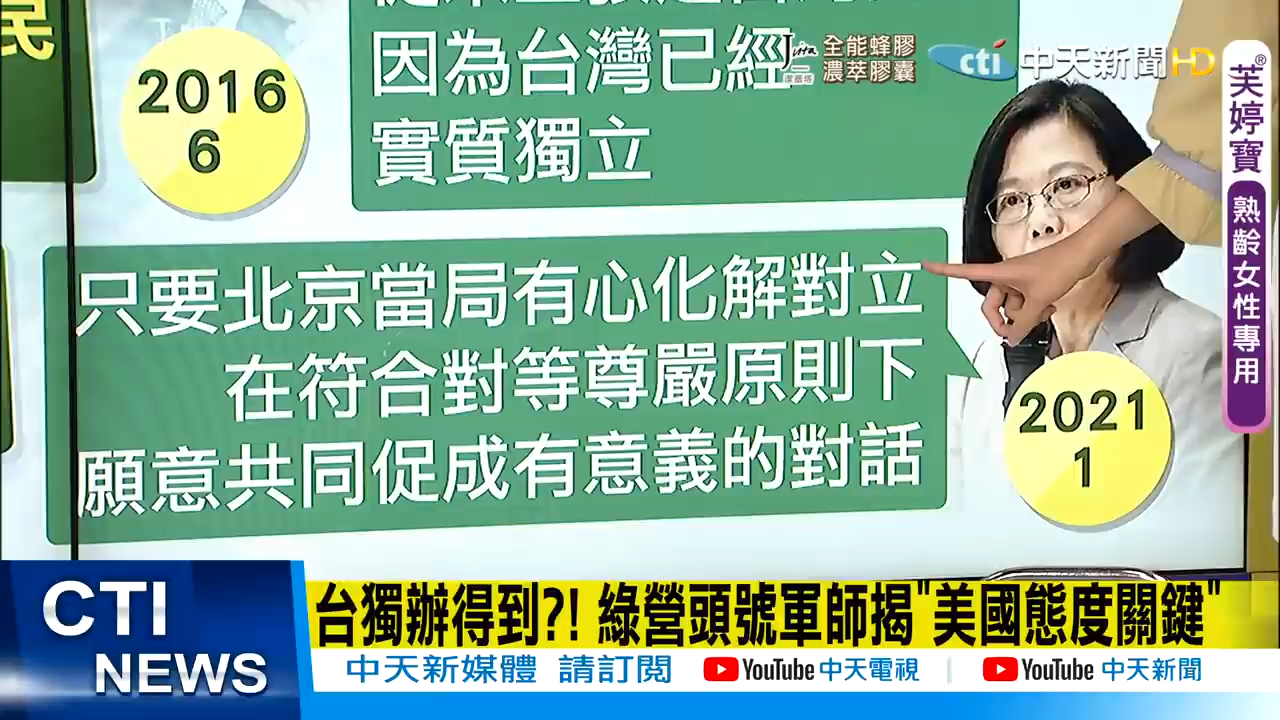 民
2016
6
因為台灣已經
實質獨立
Jvita
潔薇塔
全能蜂膠
濃萃膠囊
cti 中天新聞HD
芙婷寶®
熟齡女性專用
只要北京當局有心化解對立
在符合對等尊嚴原則下
願意共同促成有意義的對話
2021
1
CTI
NEWS
台獨辦得到?! 綠營頭號軍師揭"美國態度關鍵"
中天新媒體 請訂閱 YouTube 中天電視 | YouTube 中天新聞